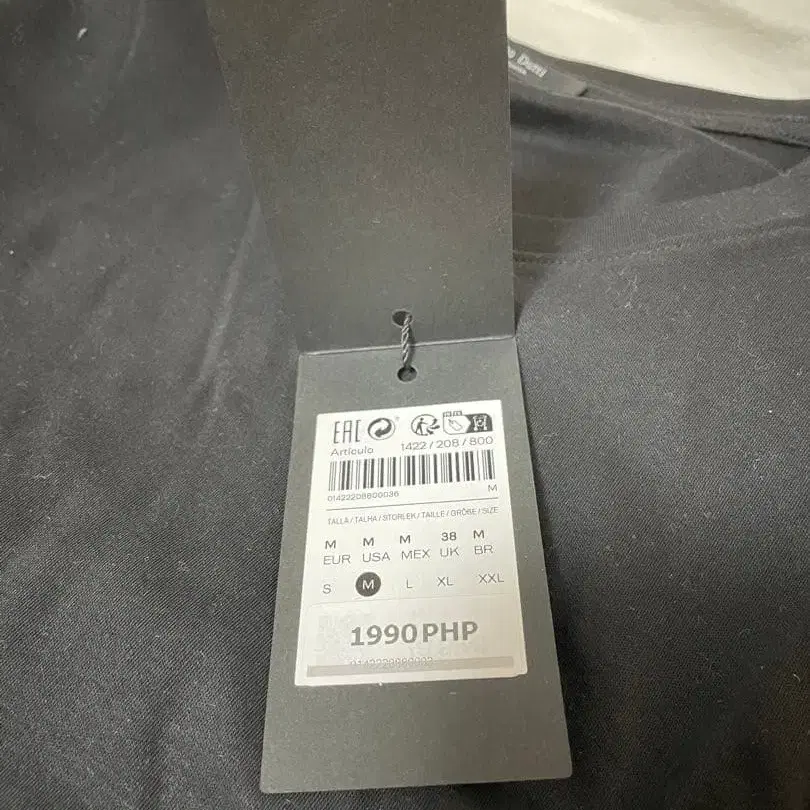 EAC
Artículo 1422 / 208 / 800
01422208800036 M
TALLA / TALHA / STORLEK / TAILLE / GRÖßE / SIZE
M M M 38 M
EUR USA MEX UK BR
S M L XL XXL
1990PHP